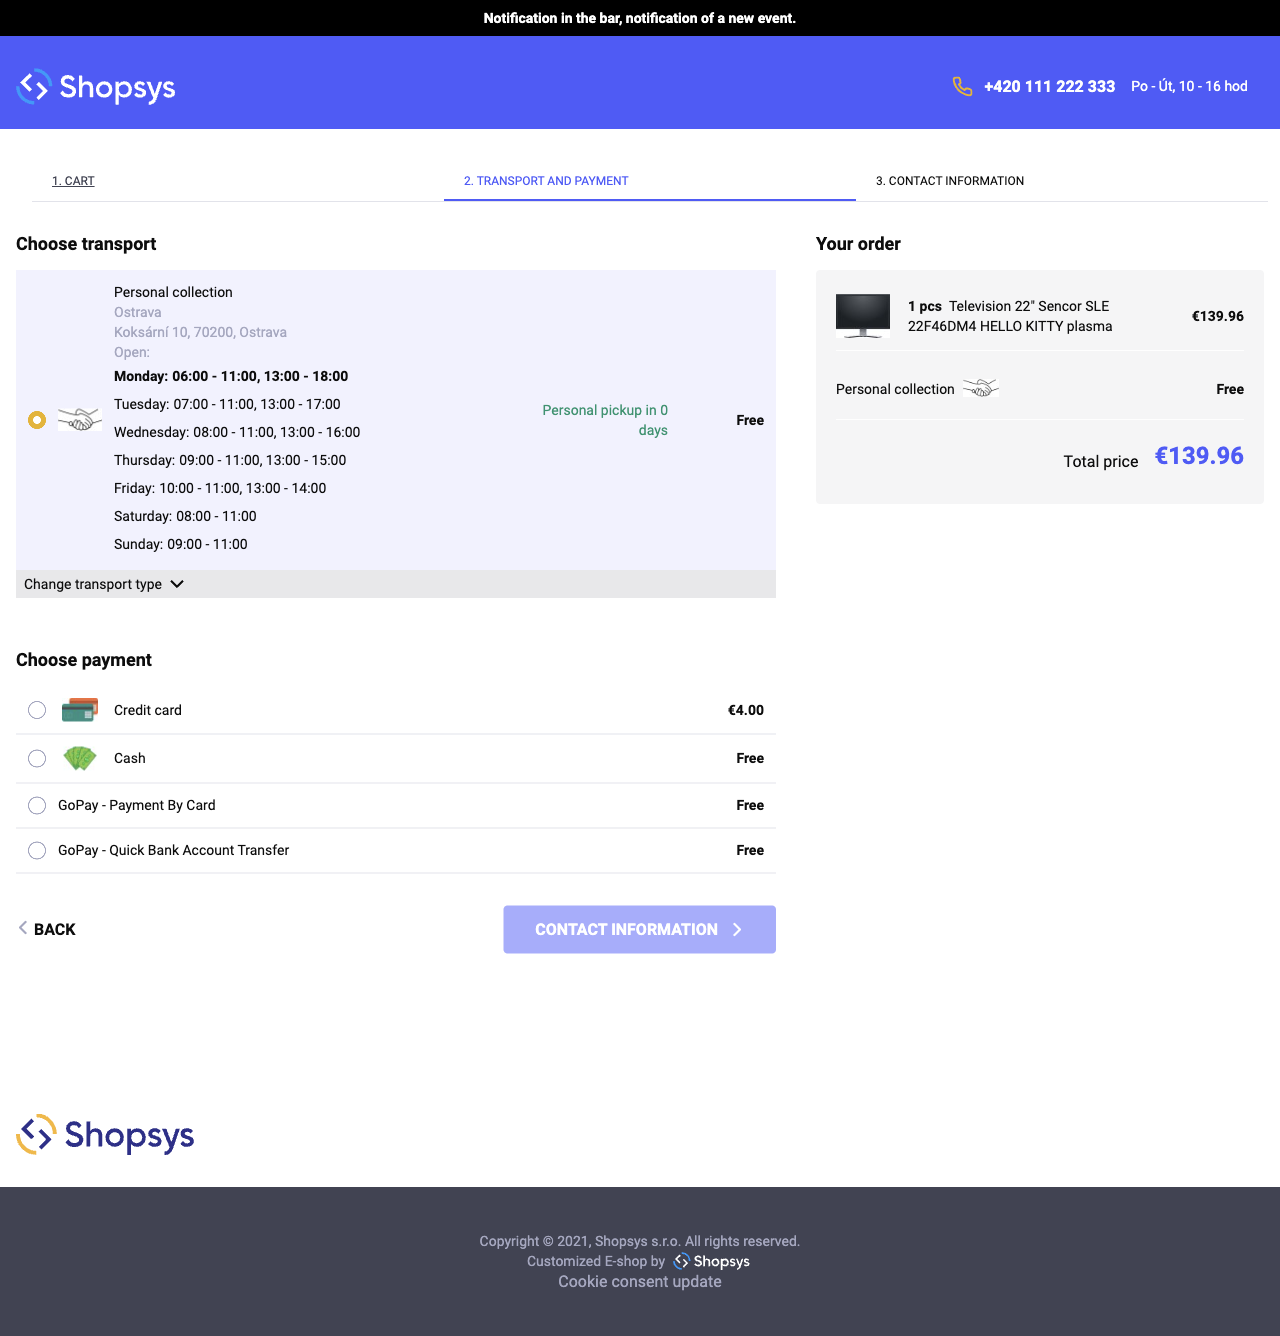 Notification in the bar, notification of a new event.
Shopsys
+420 111 222 333 Po - Út, 10 - 16 hod
1. CART
2. TRANSPORT AND PAYMENT
3. CONTACT INFORMATION
Choose transport
Personal collection
Ostrava
Koksární 10, 70200, Ostrava
Open:
Monday: 06:00 - 11:00, 13:00 - 18:00
Tuesday: 07:00 - 11:00, 13:00 - 17:00
Wednesday: 08:00 - 11:00, 13:00 - 16:00
Thursday: 09:00 - 11:00, 13:00 - 15:00
Friday: 10:00 - 11:00, 13:00 - 14:00
Saturday: 08:00 - 11:00
Sunday: 09:00 - 11:00
Personal pickup in 0
days
Free
Change transport type
Your order
1 pcs Television 22" Sencor SLE
22F46DM4 HELLO KITTY plasma
€139.96
Personal collection
Free
Total price €139.96
Choose payment
Credit card €4.00
Cash Free
GoPay - Payment By Card Free
GoPay - Quick Bank Account Transfer Free
BACK
CONTACT INFORMATION
Shopsys
Copyright © 2021, Shopsys s.r.o. All rights reserved.
Customized E-shop by Shopsys
Cookie consent update